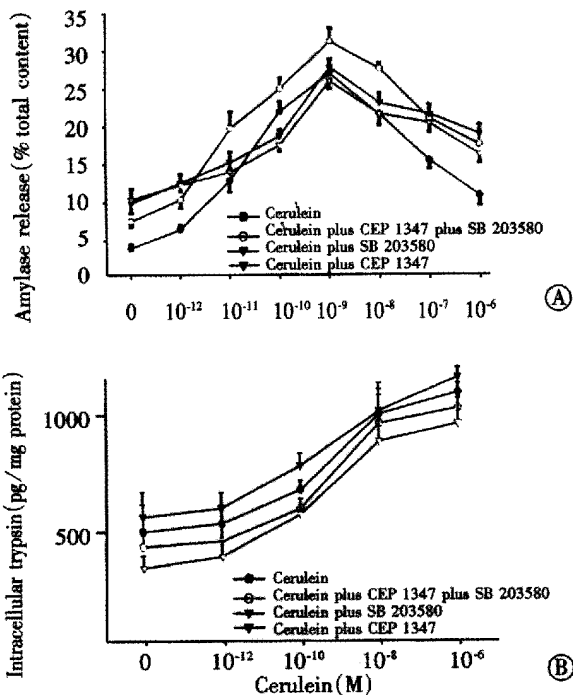 Amylase release (% total content)
35
30
25
20
15
10
5
0
Cerulein
Cerulein plus CEP 1347 plus SB 203580
Cerulein plus SB 203580
Cerulein plus CEP 1347
0 10-12 10-11 10-10 10-9 10-8 10-7 10-6
A
Intracellular trypsin (pg/mg protein)
1000
500
Cerulein
Cerulein plus CEP 1347 plus SB 203580
Cerulein plus SB 203580
Cerulein plus CEP 1347
0 10-12 10-10 10-8 10-6
Cerulein (M)
B